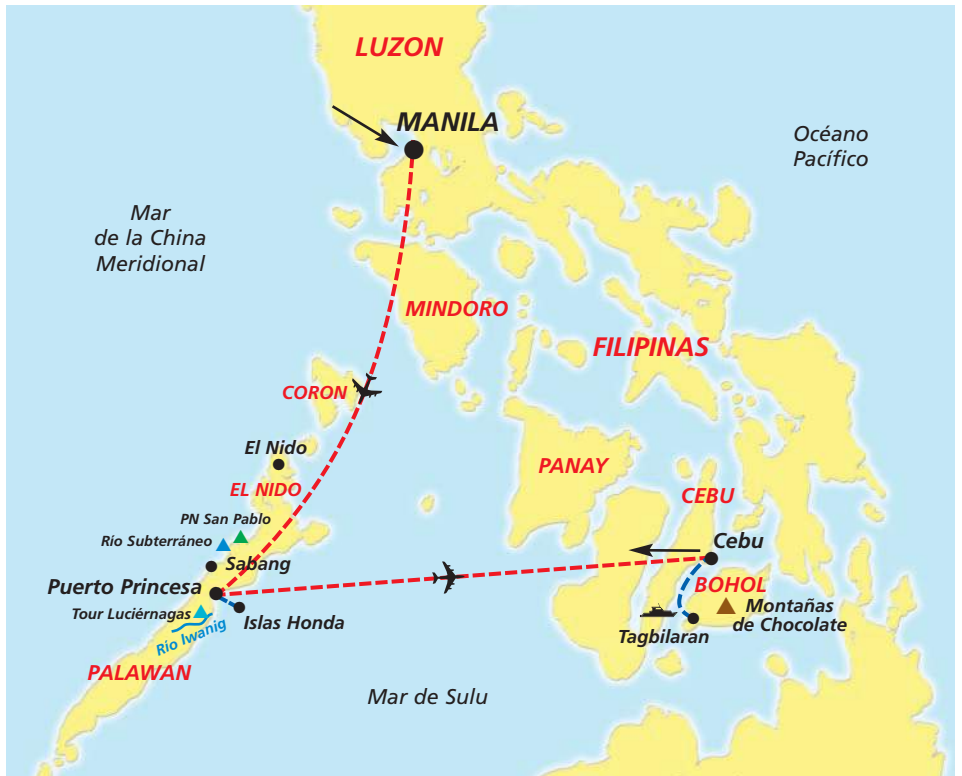 LUZON
MANILA
Océano
Pacífico
Mar
de la China
Meridional
MINDORO
FILIPINAS
CORON
El Nido
EL NIDO
PANAY
CEBU
PN San Pablo
Río Subterráneo
Sabang
Cebu
Puerto Princesa
BOHOL
Tour Luciérnagas
Islas Honda
Montañas
de Chocolate
Río Iwanig
Tagbilaran
PALAWAN
Mar de Sulu